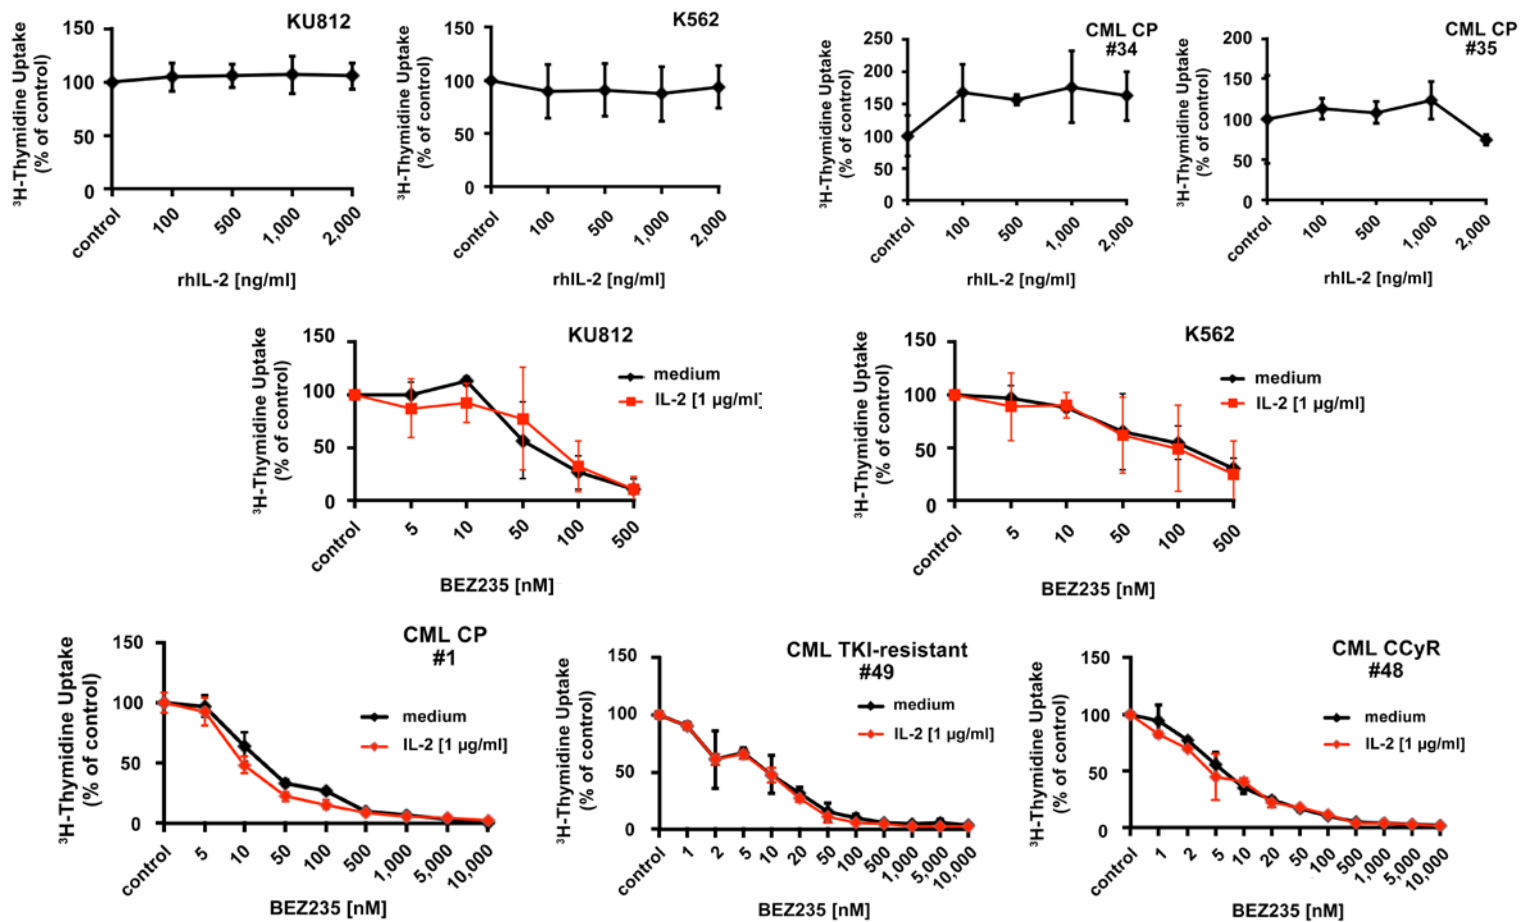 KU812
³H-Thymidine Uptake
(% of control)
150
100
50
0
control
100
500
1,000
2,000
rhIL-2 [ng/ml]
K562
³H-Thymidine Uptake
(% of control)
150
100
50
0
control
100
500
1,000
2,000
rhIL-2 [ng/ml]
CML CP
#34
³H-Thymidine Uptake
(% of control)
250
200
150
100
50
0
control
100
500
1,000
2,000
rhIL-2 [ng/ml]
CML CP
#35
³H-Thymidine Uptake
(% of control)
200
150
100
50
0
control
100
500
1,000
2,000
rhIL-2 [ng/ml]
KU812
³H-Thymidine Uptake
(% of control)
150
100
50
0
medium
IL-2 [1 µg/ml]
control
5
10
50
100
500
BEZ235 [nM]
K562
³H-Thymidine Uptake
(% of control)
150
100
50
0
medium
IL-2 [1 µg/ml]
control
5
10
50
100
500
BEZ235 [nM]
CML CP
#1
³H-Thymidine Uptake
(% of control)
150
100
50
0
medium
IL-2 [1 µg/ml]
control
5
10
50
100
500
1,000
5,000
10,000
BEZ235 [nM]
CML TKI-resistant
#49
³H-Thymidine Uptake
(% of control)
150
100
50
0
medium
IL-2 [1 µg/ml]
control
1
2
5
10
20
50
100
500
1,000
5,000
10,000
BEZ235 [nM]
CML CCyR
#48
³H-Thymidine Uptake
(% of control)
150
100
50
0
medium
IL-2 [1 µg/ml]
control
1
2
5
10
20
50
100
500
1,000
5,000
10,000
BEZ235 [nM]